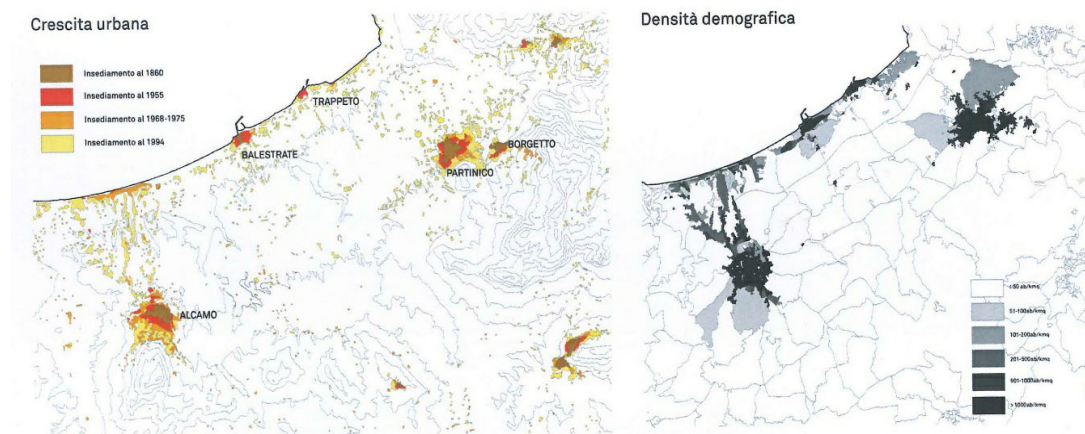 Crescita urbana
Insediamento al 1860
Insediamento al 1955
Insediamento al 1968-1975
Insediamento al 1994
TRAPPETO
BALESTRATE
BORGETTO
PARTINICO
ALCAMO
Densità demografica
<50 ab/kmq
51-100ab/kmq
101-200ab/kmq
201-500ab/kmq
501-1000ab/kmq
>1000ab/kmq